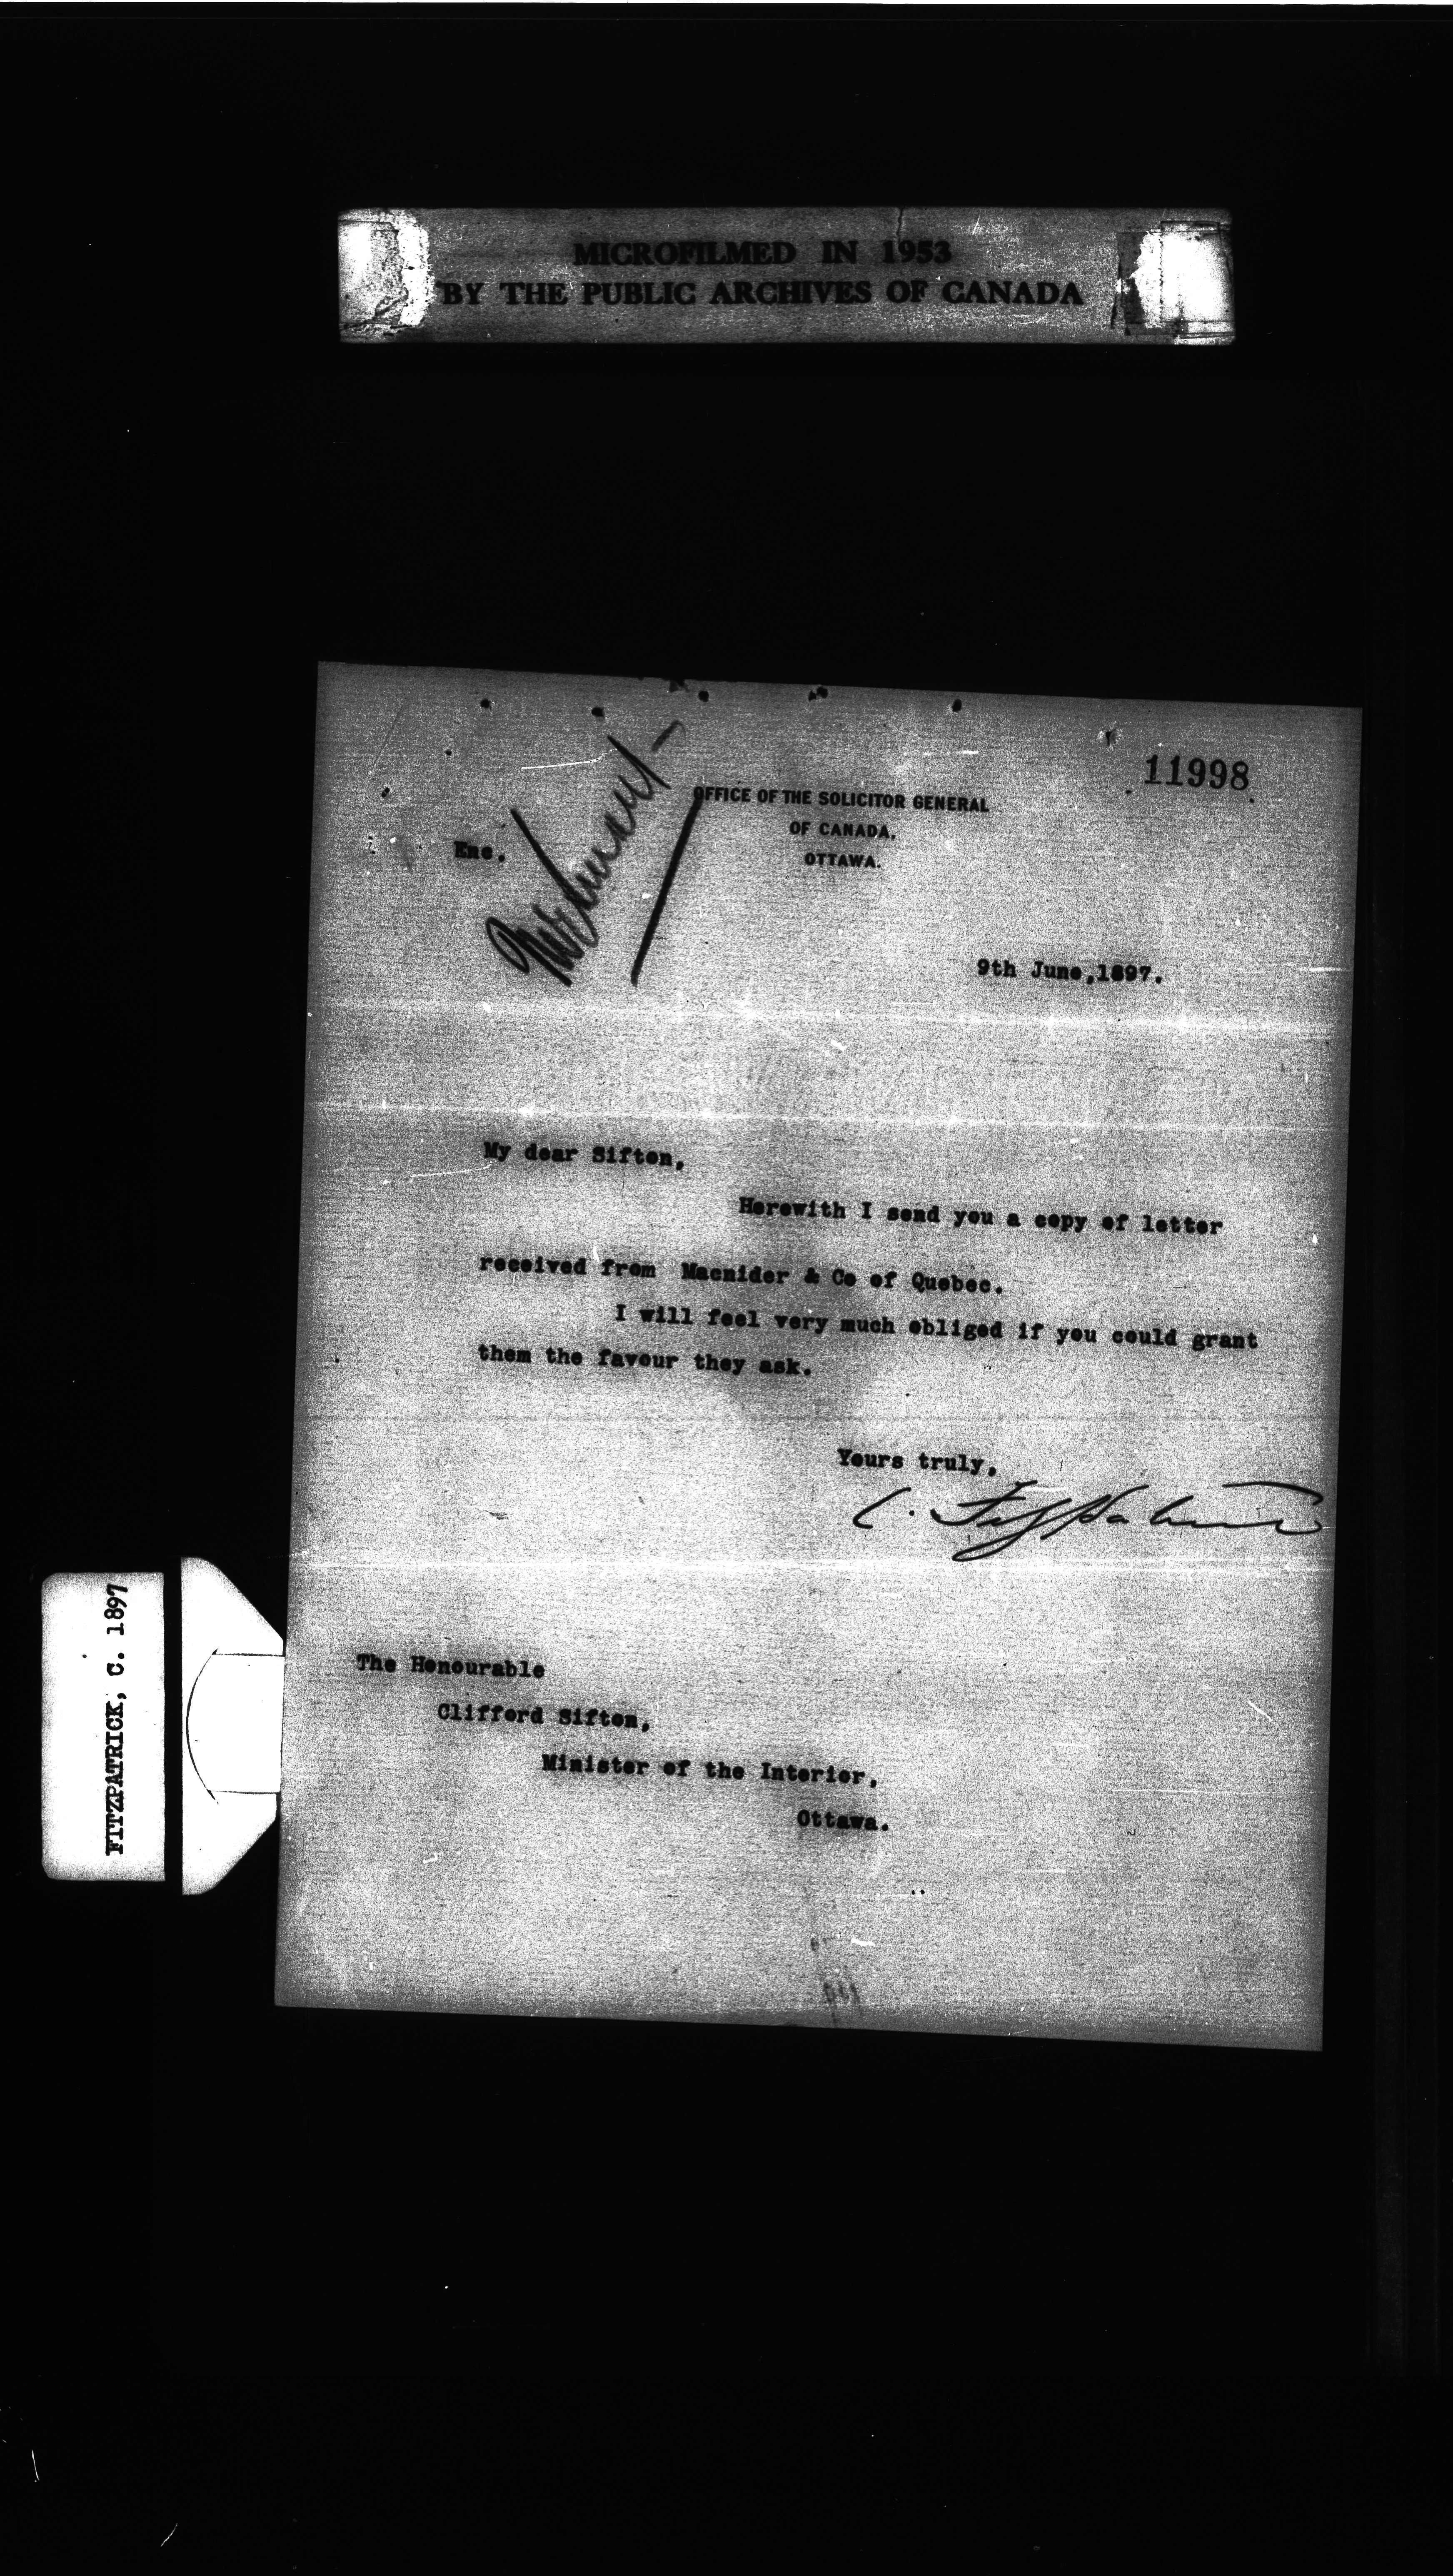 MICROFILMED IN 1953
BY THE PUBLIC ARCHIVES OF CANADA
11998
OFFICE OF THE SOLICITOR GENERAL
OF CANADA,
OTTAWA.
Enc.
9th June,1897.
My dear Sifton,
Herewith I send you a copy of letter
received from Macnider & Co of Quebec.
I will feel very much obliged if you could grant
them the favour they ask.
Yours truly,
C. Fitzpatrick
The Honourable
Clifford Sifton,
Minister of the Interior,
Ottawa.
FITZPATRICK, C. 1897